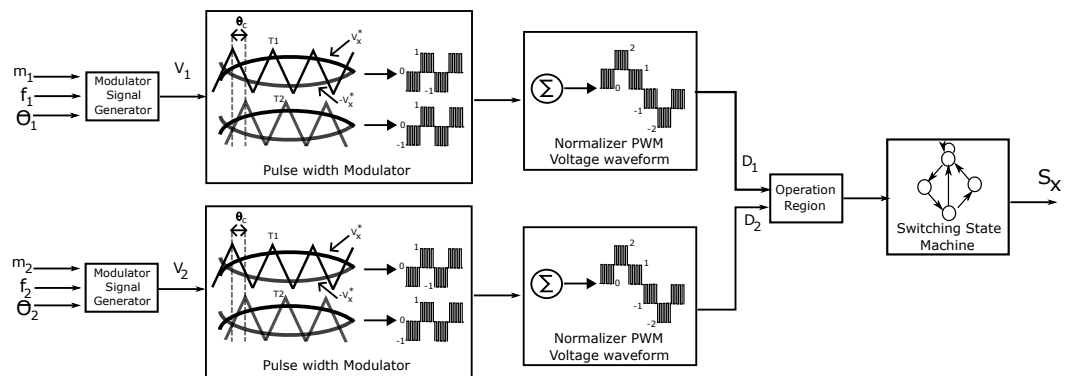 m1
f1
Θ1
Modulator
Signal
Generator
V1
θc
T1
Vx*
-Vx*
T2
1
0
-1
1
0
-1
Pulse width Modulator
Σ
2
1
0
-1
-2
Normalizer PWM
Voltage waveform
D1
m2
f2
Θ2
Modulator
Signal
Generator
V2
θc
T1
Vx*
-Vx*
T2
1
0
-1
1
0
-1
Pulse width Modulator
Σ
2
1
0
-1
-2
Normalizer PWM
Voltage waveform
D2
Operation
Region
Switching State
Machine
Sx